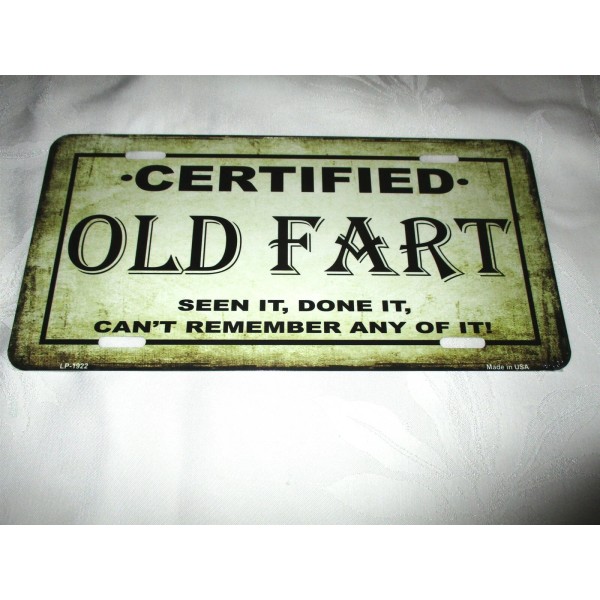 ·CERTIFIED·
OLD FART
SEEN IT, DONE IT,
CAN'T REMEMBER ANY OF IT!
LP-1922
Made in USA